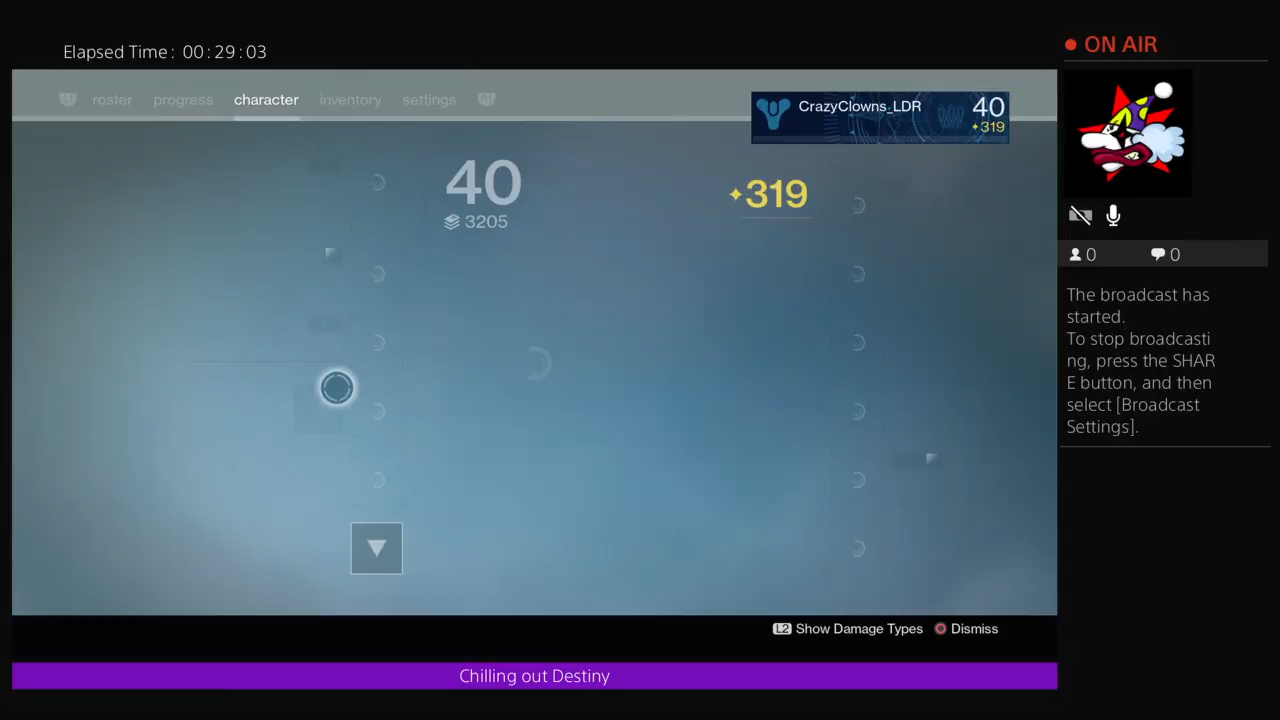 Elapsed Time: 00:29:03
ON AIR
L1 roster progress character inventory settings R1
CrazyClowns_LDR 40
319
40
3205
319
0 0
The broadcast has
started.
To stop broadcasti
ng, press the SHAR
E button, and then
select [Broadcast
Settings].
L2 Show Damage Types Dismiss
Chilling out Destiny